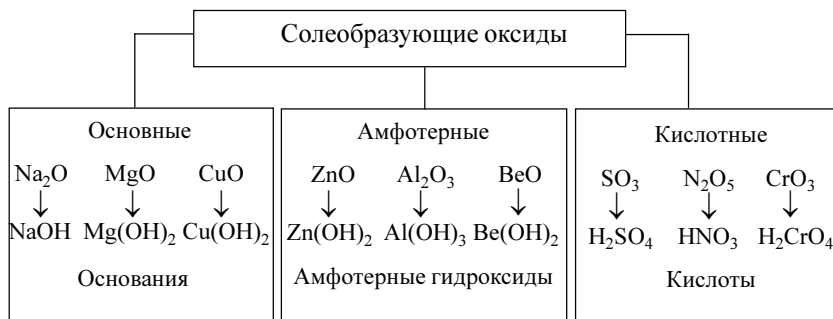 Солеобразующие оксиды
Основные
Na₂O MgO CuO
↓ ↓ ↓
NaOH Mg(OH)₂ Cu(OH)₂
Основания
Амфотерные
ZnO Al₂O₃ BeO
↓ ↓ ↓
Zn(OH)₂ Al(OH)₃ Be(OH)₂
Амфотерные гидроксиды
Кислотные
SO₃ N₂O₅ CrO₃
↓ ↓ ↓
H₂SO₄ HNO₃ H₂CrO₄
Кислоты